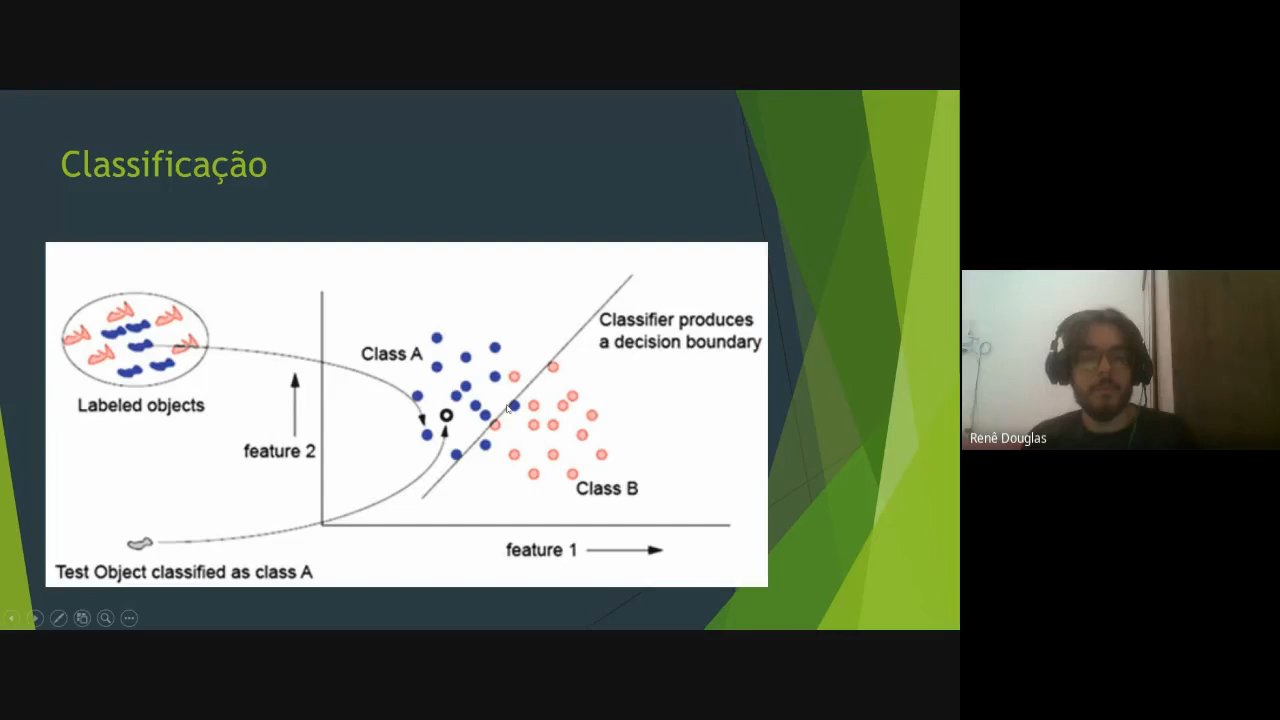 Classificação
Labeled objects
Class A
Classifier produces
a decision boundary
feature 2
Class B
feature 1
Test Object classified as class A
Renê Douglas